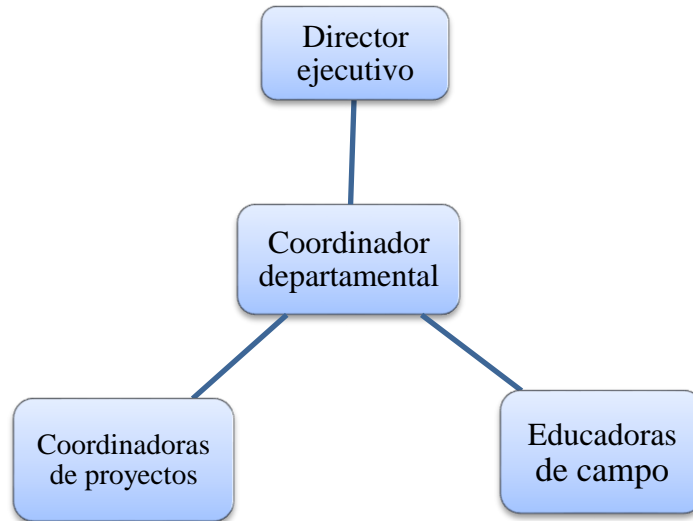 Director
ejecutivo
Coordinador
departamental
Coordinadoras
de proyectos
Educadoras
de campo